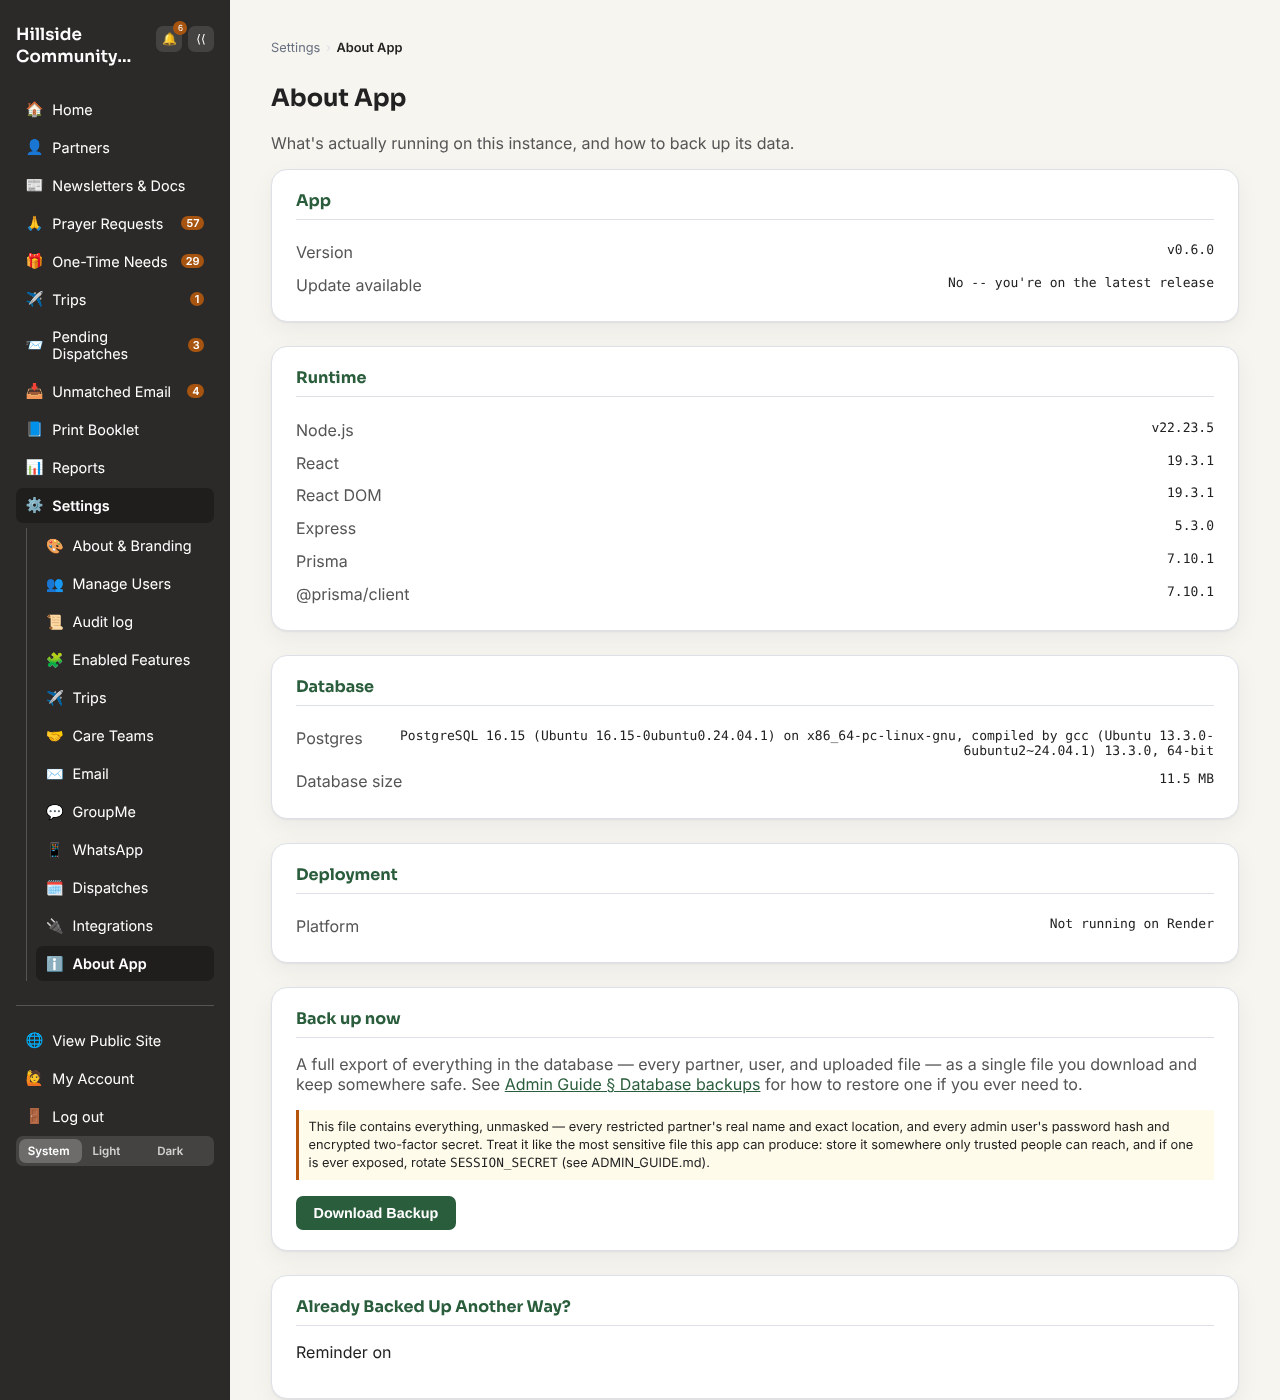 Hillside
Community...
6
⟨⟨
Home
Partners
Newsletters & Docs
Prayer Requests 57
One-Time Needs 29
Trips 1
Pending
Dispatches 3
Unmatched Email 4
Print Booklet
Reports
Settings
About & Branding
Manage Users
Audit log
Enabled Features
Trips
Care Teams
Email
GroupMe
WhatsApp
Dispatches
Integrations
About App
View Public Site
My Account
Log out
System Light Dark
Settings › About App
About App
What's actually running on this instance, and how to back up its data.
App
Version v0.6.0
Update available No -- you're on the latest release
Runtime
Node.js v22.23.5
React 19.3.1
React DOM 19.3.1
Express 5.3.0
Prisma 7.10.1
@prisma/client 7.10.1
Database
Postgres PostgreSQL 16.15 (Ubuntu 16.15-0ubuntu0.24.04.1) on x86_64-pc-linux-gnu, compiled by gcc (Ubuntu 13.3.0-
6ubuntu2~24.04.1) 13.3.0, 64-bit
Database size 11.5 MB
Deployment
Platform Not running on Render
Back up now
A full export of everything in the database — every partner, user, and uploaded file — as a single file you download and
keep somewhere safe. See Admin Guide § Database backups for how to restore one if you ever need to.
This file contains everything, unmasked — every restricted partner's real name and exact location, and every admin user's password hash and
encrypted two-factor secret. Treat it like the most sensitive file this app can produce: store it somewhere only trusted people can reach, and if one
is ever exposed, rotate SESSION_SECRET (see ADMIN_GUIDE.md).
Download Backup
Already Backed Up Another Way?
Reminder on